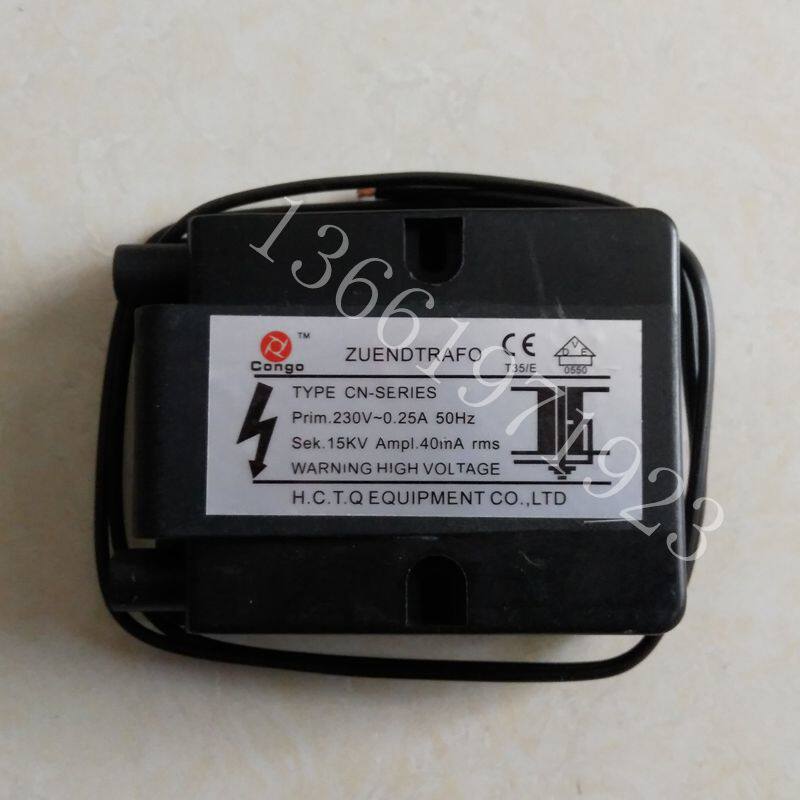 ™
Congo
ZUENDTRAFO
CE
T35/E
DVE
0550
TYPE CN-SERIES
Prim.230V~0.25A 50Hz
Sek.15KV Ampl.40mA rms
WARNING HIGH VOLTAGE
H.C.T.Q EQUIPMENT CO.,LTD
13661971923